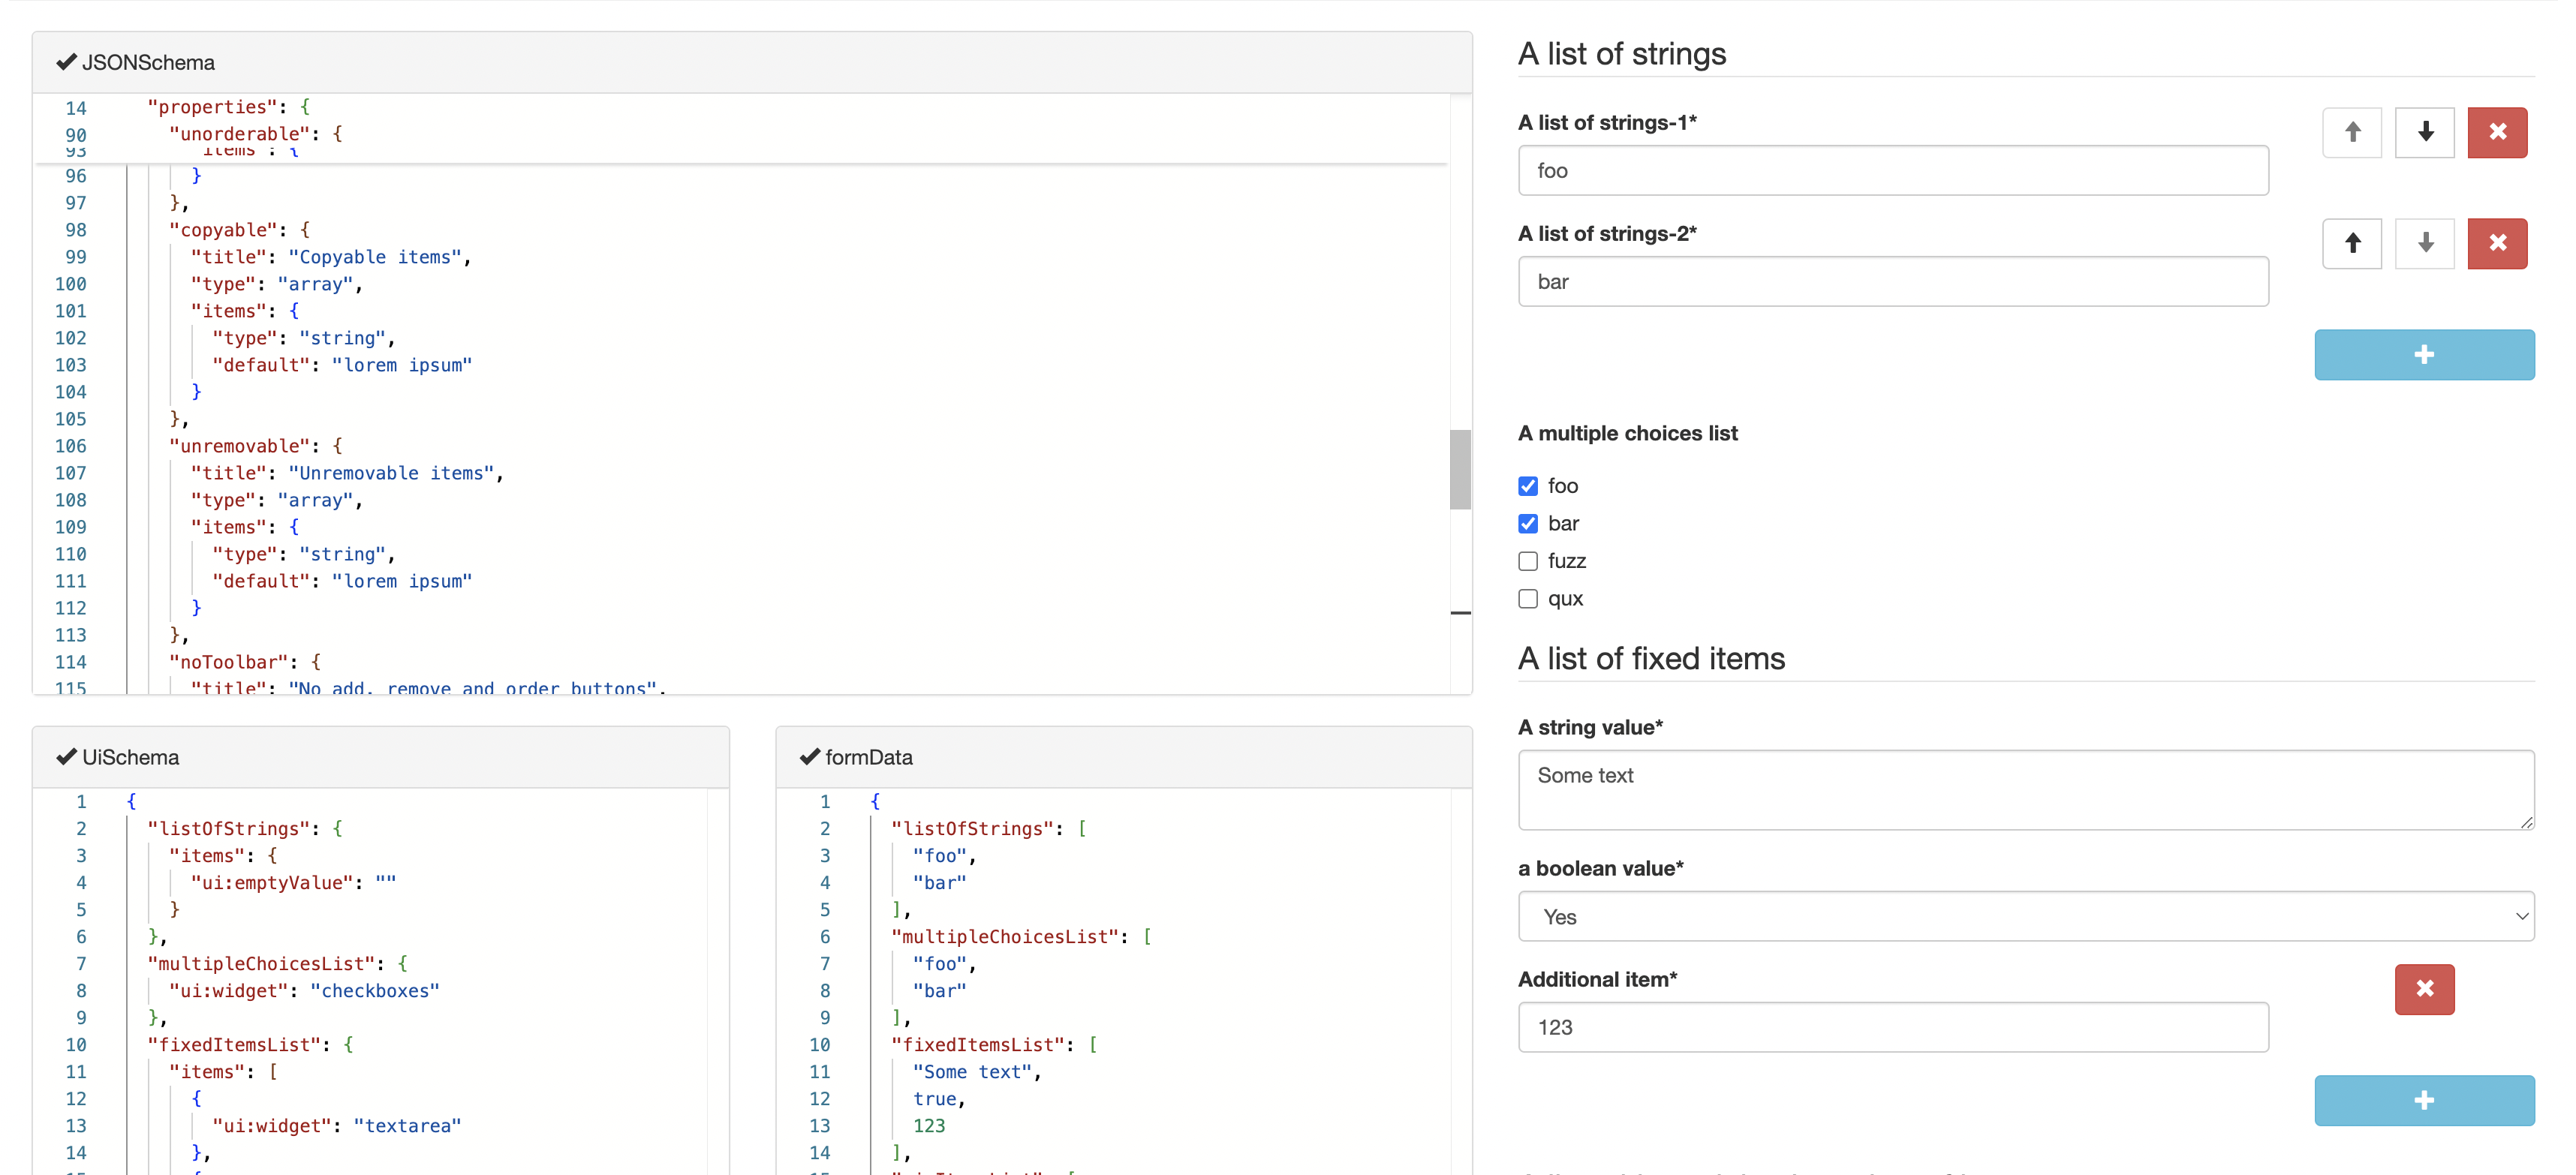 JSONSchema
14 "properties": {
90 "unorderable": {
93 "items": {
96 }
97 },
98 "copyable": {
99 "title": "Copyable items",
100 "type": "array",
101 "items": {
102 "type": "string",
103 "default": "lorem ipsum"
104 }
105 },
106 "unremovable": {
107 "title": "Unremovable items",
108 "type": "array",
109 "items": {
110 "type": "string",
111 "default": "lorem ipsum"
112 }
113 },
114 "noToolbar": {
115 "title": "No add, remove and order buttons",
UiSchema
1 {
2 "listOfStrings": {
3 "items": {
4 "ui:emptyValue": ""
5 }
6 },
7 "multipleChoicesList": {
8 "ui:widget": "checkboxes"
9 },
10 "fixedItemsList": {
11 "items": [
12 {
13 "ui:widget": "textarea"
14 },
formData
1 {
2 "listOfStrings": [
3 "foo",
4 "bar"
5 ],
6 "multipleChoicesList": [
7 "foo",
8 "bar"
9 ],
10 "fixedItemsList": [
11 "Some text",
12 true,
13 123
14 ],
A list of strings
A list of strings-1*
foo
A list of strings-2*
bar
A multiple choices list
foo
bar
fuzz
qux
A list of fixed items
A string value*
Some text
a boolean value*
Yes
Additional item*
123